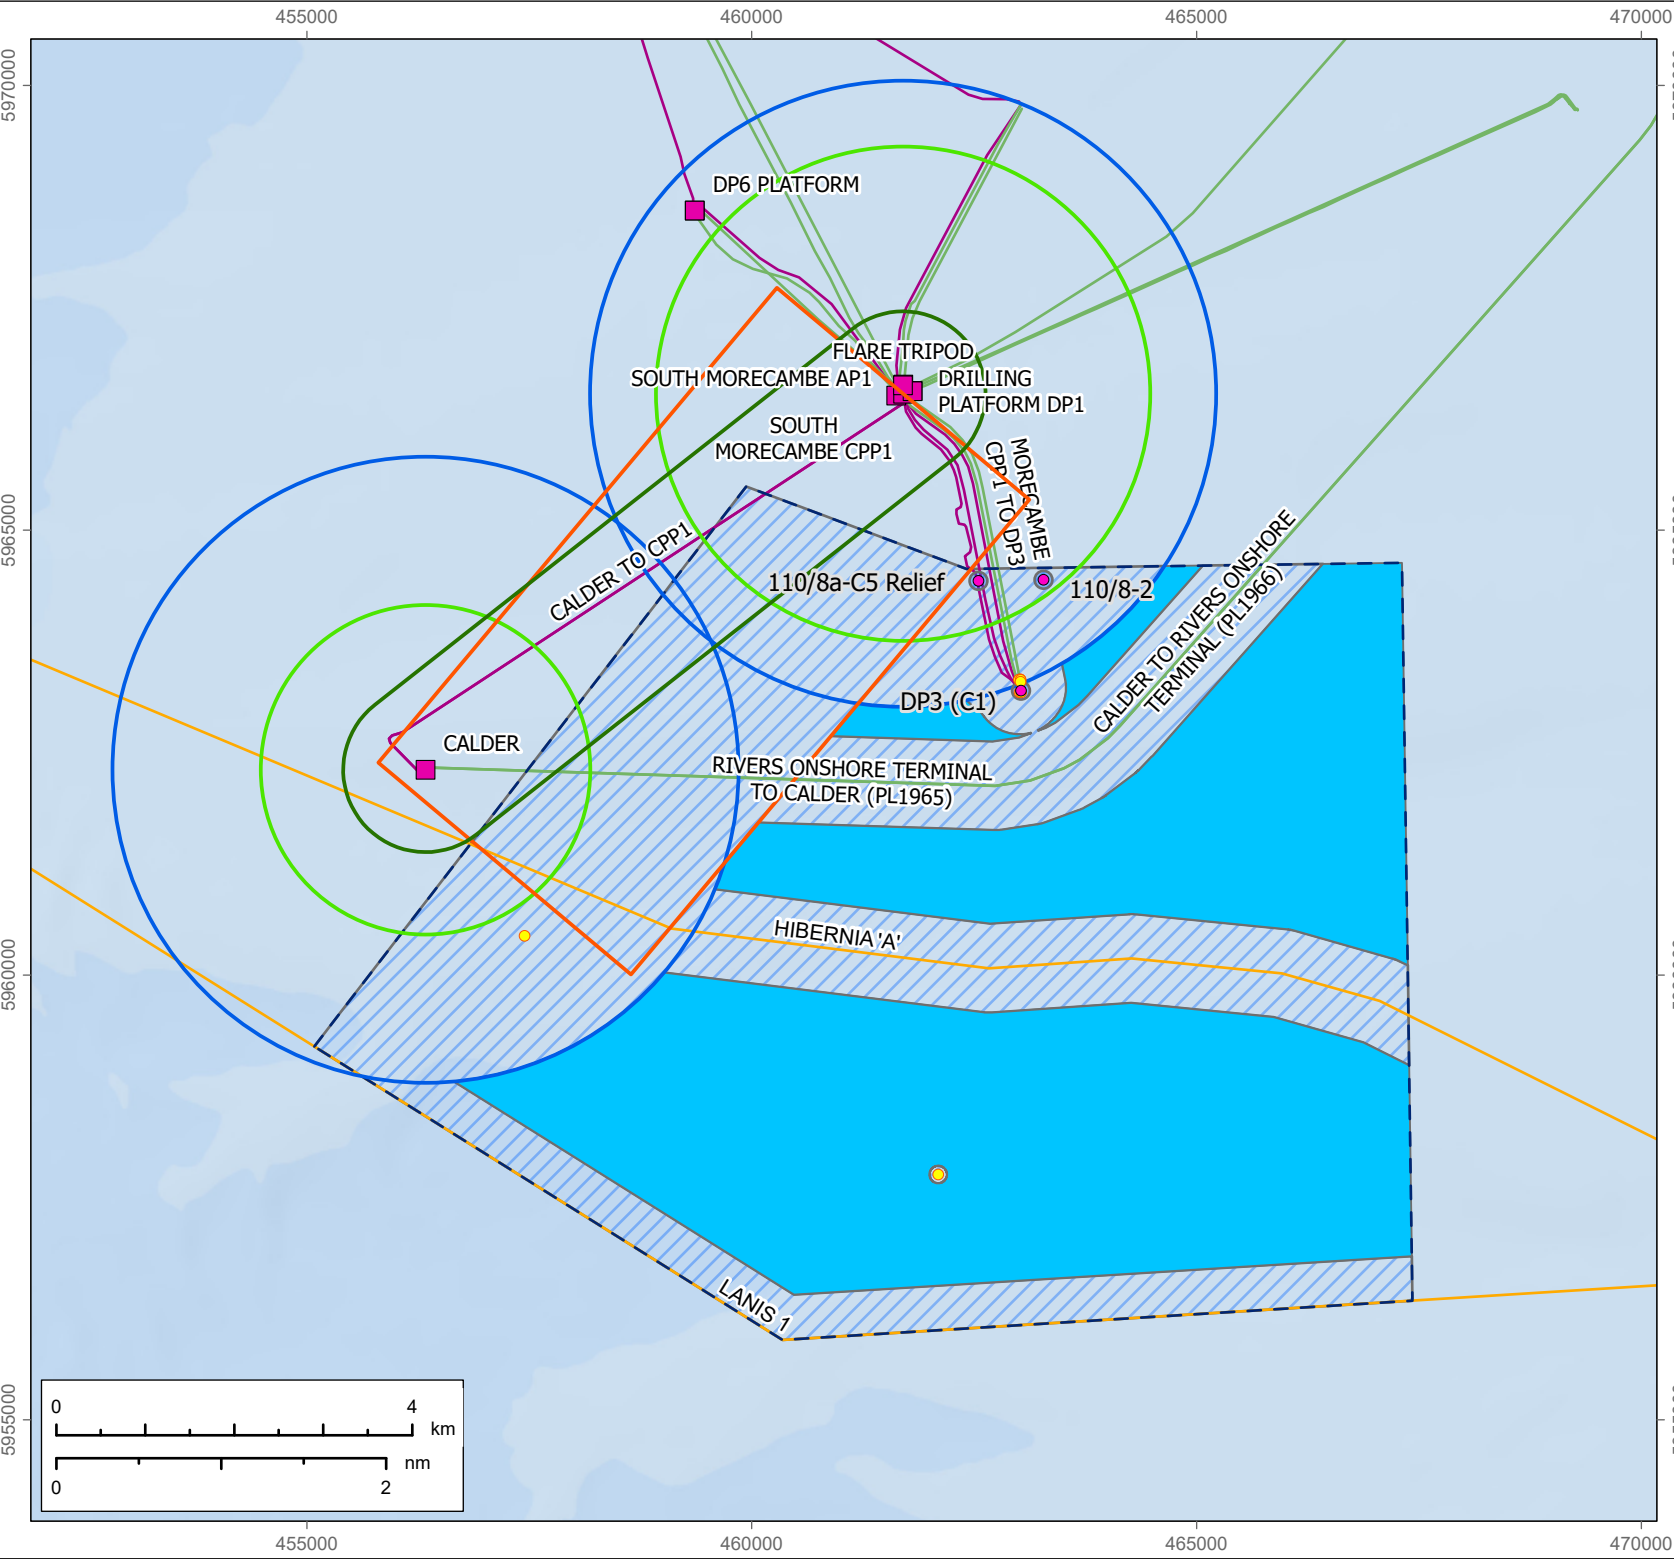 455000
460000
465000
470000
5970000
DP6 PLATFORM
FLARE TRIPOD
SOUTH MORECAMBE AP1
DRILLING
PLATFORM DP1
SOUTH
MORECAMBE CPP1
MORECAMBE
CPP1 TO DP3
5965000
CALDER TO CPP1
110/8a-C5 Relief
110/8-2
CALDER TO RIVERS ONSHORE
TERMINAL (PL1966)
DP3 (C1)
CALDER
RIVERS ONSHORE TERMINAL
TO CALDER (PL1965)
HIBERNIA 'A'
5960000
LANIS 1
5955000
0
4
km
nm
0
2
455000
460000
465000
470000